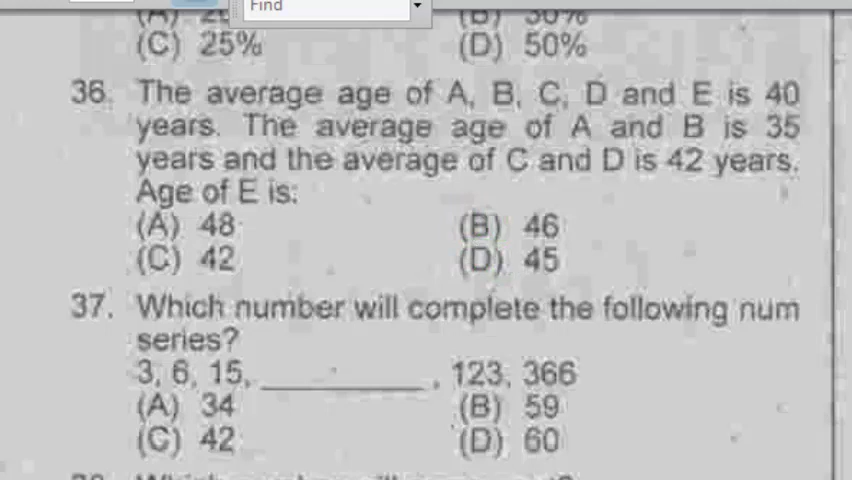 Find
(C) 25% (D) 50%
36. The average age of A, B, C, D and E is 40
years. The average age of A and B is 35
years and the average of C and D is 42 years.
Age of E is:
(A) 48 (B) 46
(C) 42 (D) 45
37. Which number will complete the following num
series?
3, 6, 15, __________, 123, 366
(A) 34 (B) 59
(C) 42 (D) 60